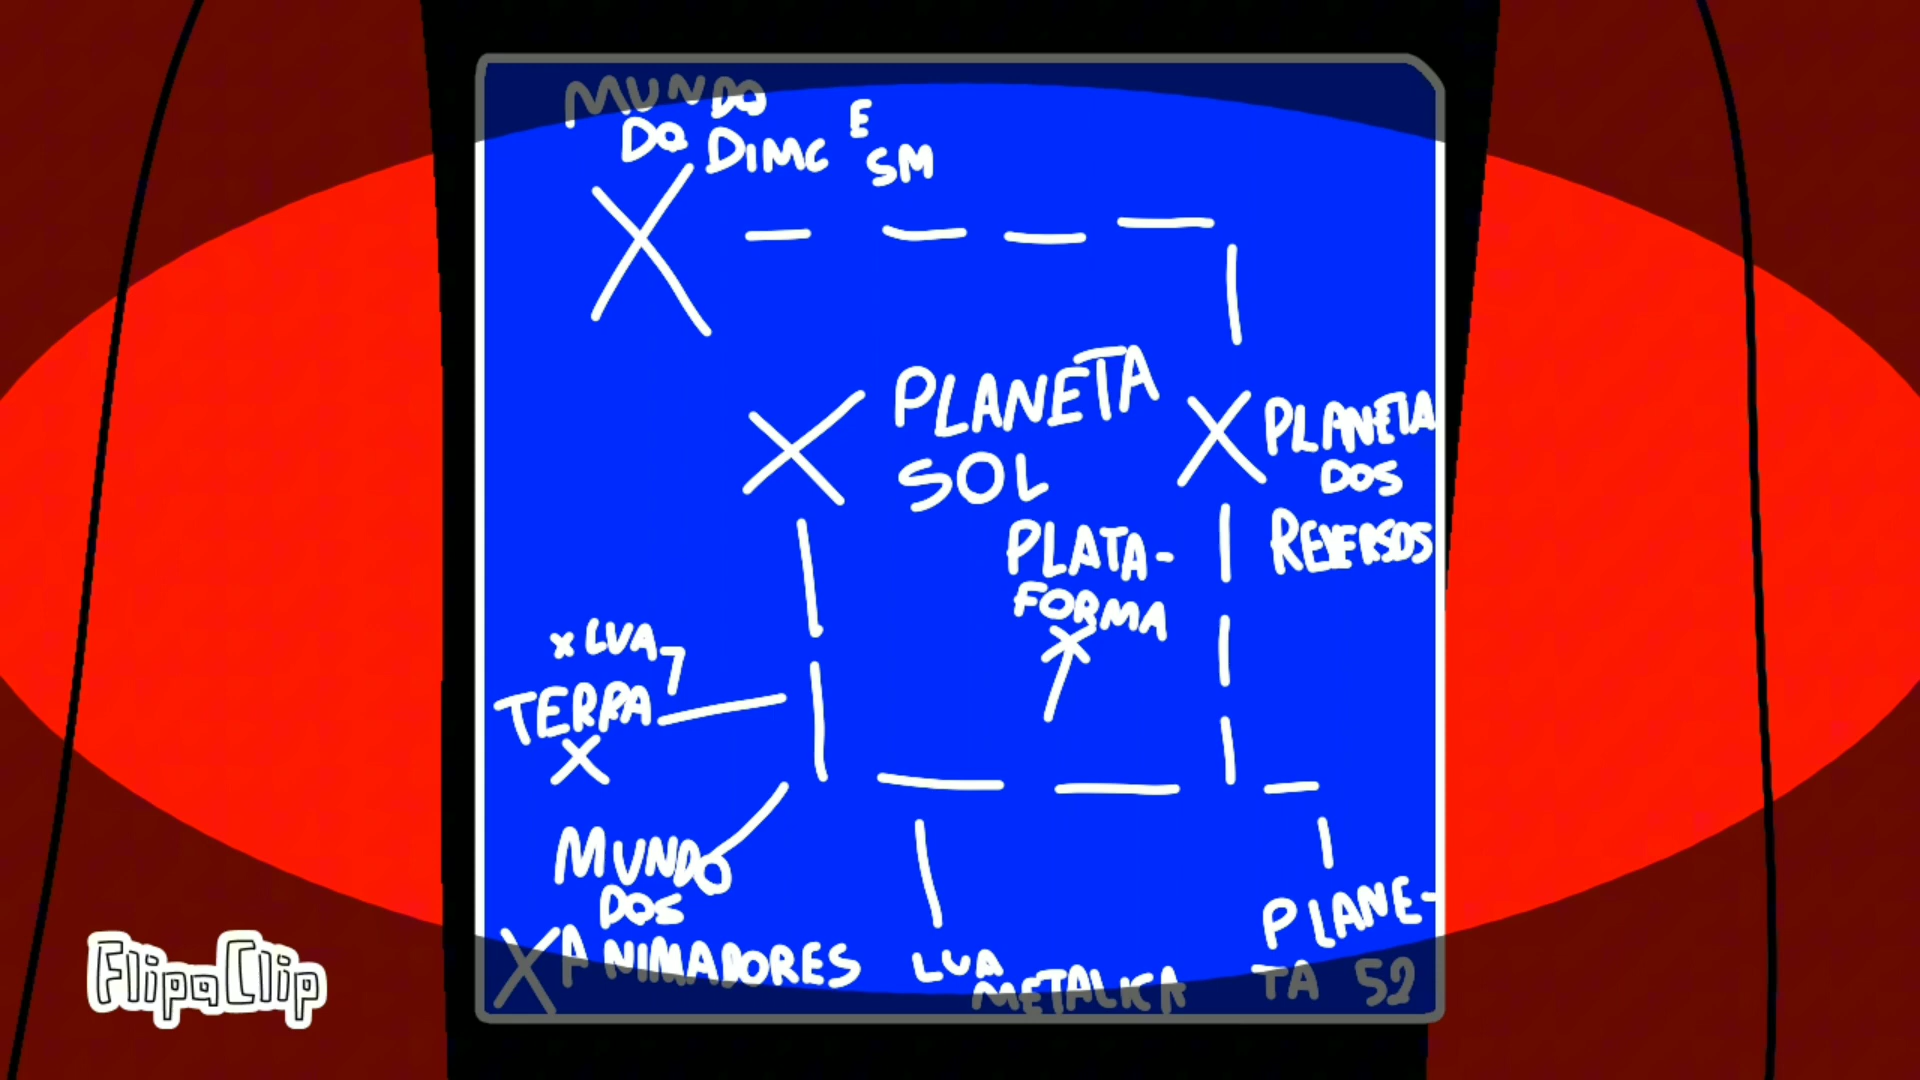 MUNDO
DO DIMC E SM
PLANETA
SOL
PLANETA
DOS
REVERSOS
PLATA-
FORMA
X LUA
TERRA
MUNDO
DOS
ANIMADORES
LUA
METALICA
PLANE-
TA 52
FlipaClip